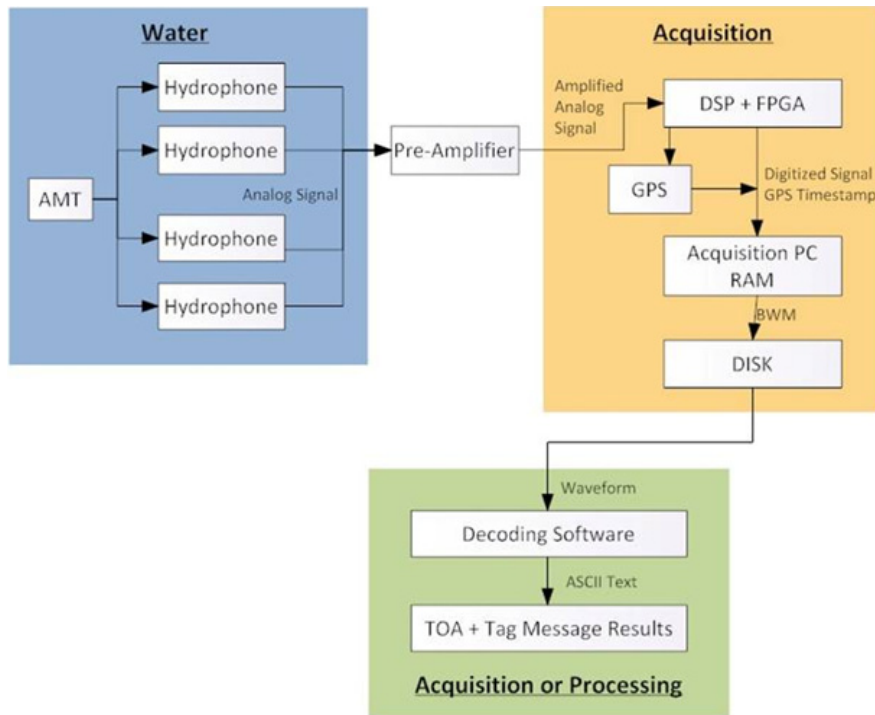 Water
Hydrophone
Hydrophone
AMT
Analog Signal
Hydrophone
Hydrophone
Pre-Amplifier
Acquisition
Amplified
Analog
Signal
DSP + FPGA
GPS
Digitized Signal
GPS Timestamp
Acquisition PC
RAM
BWM
DISK
Waveform
Decoding Software
ASCII Text
TOA + Tag Message Results
Acquisition or Processing